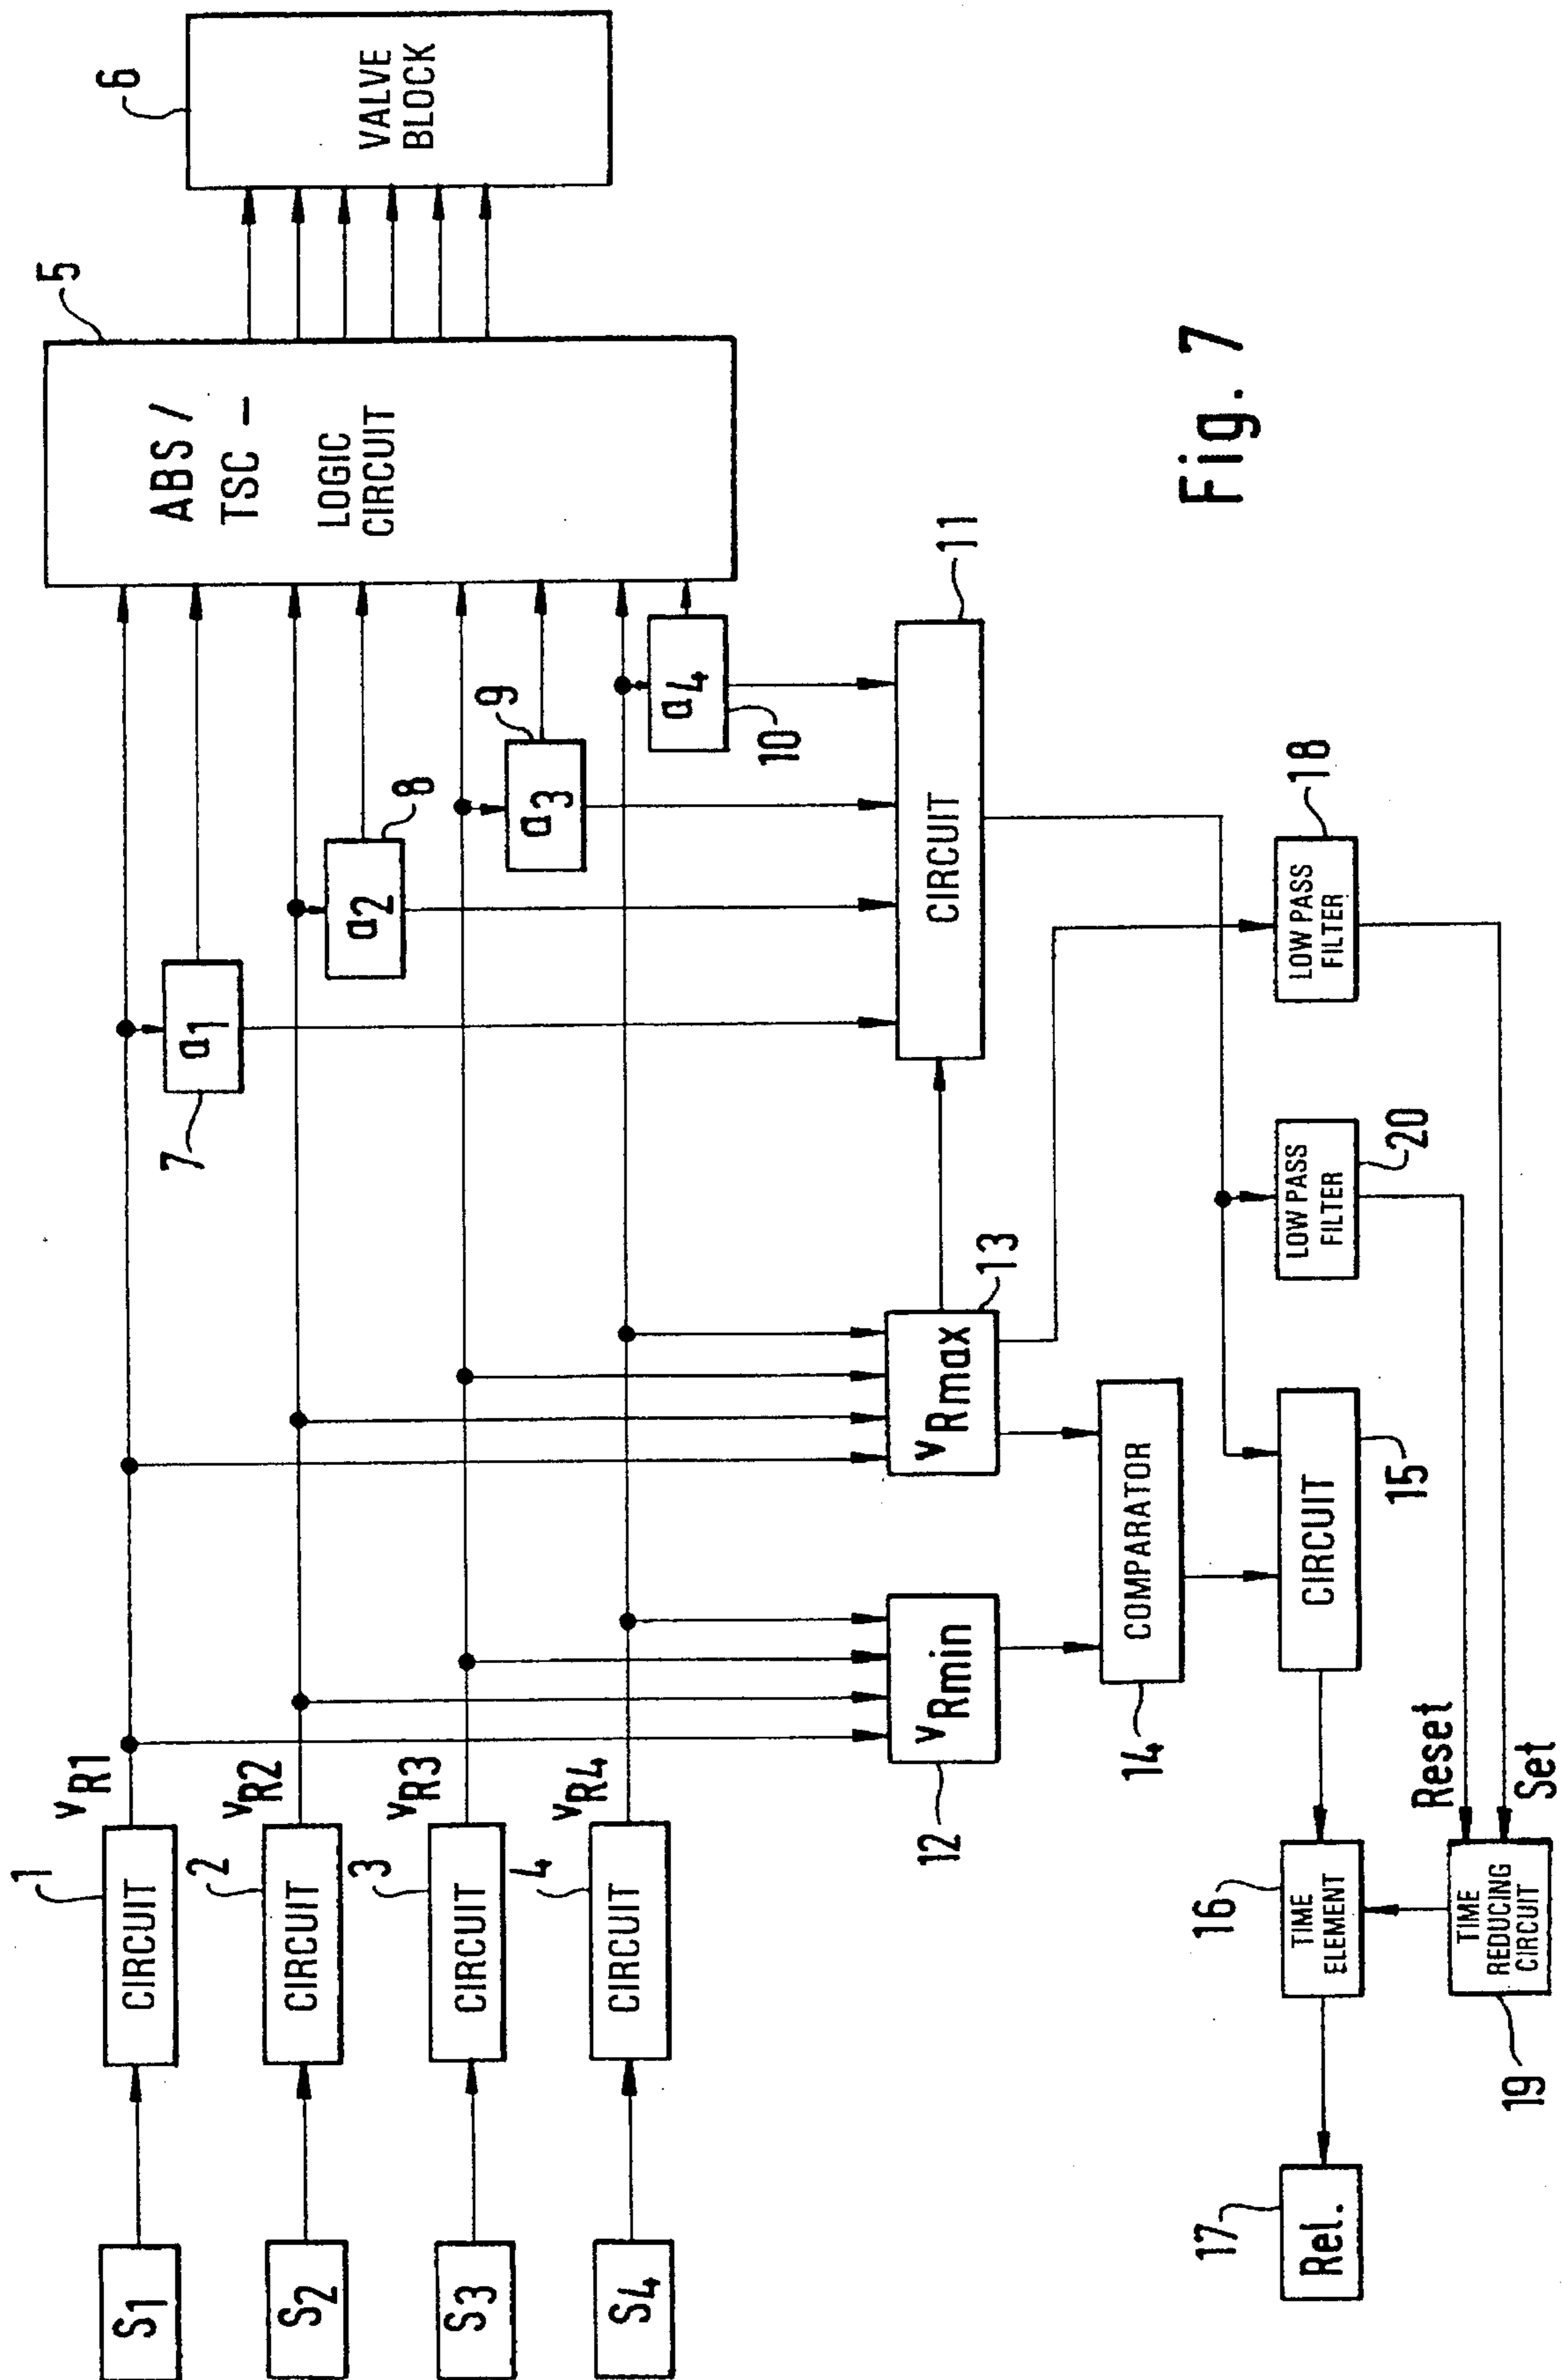 S1
CIRCUIT
1
vR1
S2
CIRCUIT
2
vR2
S3
CIRCUIT
3
vR3
S4
CIRCUIT
4
vR4
a1
7
a2
8
a3
9
a4
10
ABS /
TSC –
LOGIC
CIRCUIT
5
VALVE
BLOCK
6
vRmin
12
vRmax
13
CIRCUIT
11
COMPARATOR
14
CIRCUIT
15
LOW PASS
FILTER
20
LOW PASS
FILTER
18
Rel.
17
TIME
ELEMENT
16
TIME
REDUCING
CIRCUIT
19
Reset
Set
Fig. 7